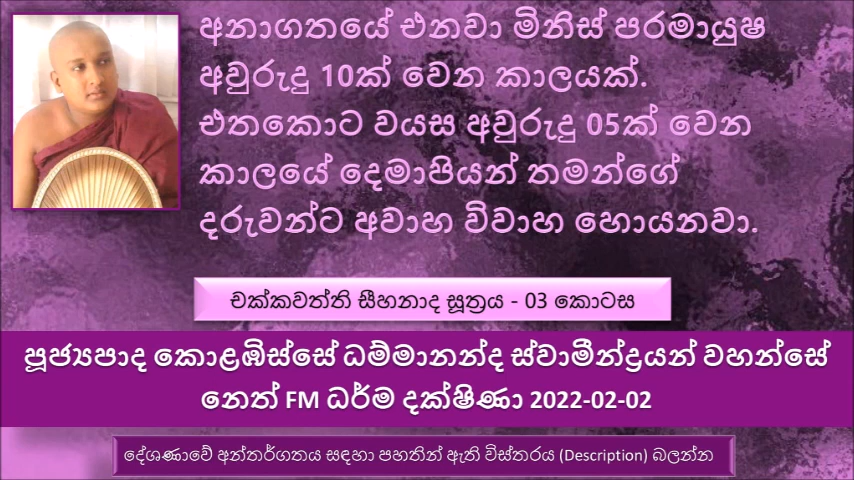 අනාගතයේ එනවා මිනිස් පරමායුෂ
අවුරුදු 10ක් වෙන කාලයක්.
එතකොට වයස අවුරුදු 05ක් වෙන
කාලයේ දෙමාපියන් තමන්ගේ
දරුවන්ට අවාහ විවාහ හොයනවා.
චක්කවත්ති සීහනාද සූත්‍රය - 03 කොටස
පූජ්‍යපාද කොළඹිස්සේ ධම්මානන්ද ස්වාමීන්ද්‍රයන් වහන්සේ
නෙත් FM ධර්ම දක්ෂිණා 2022-02-02
දේශණාවේ අන්තර්ගතය සඳහා පහතින් ඇති විස්තරය (Description) බලන්න